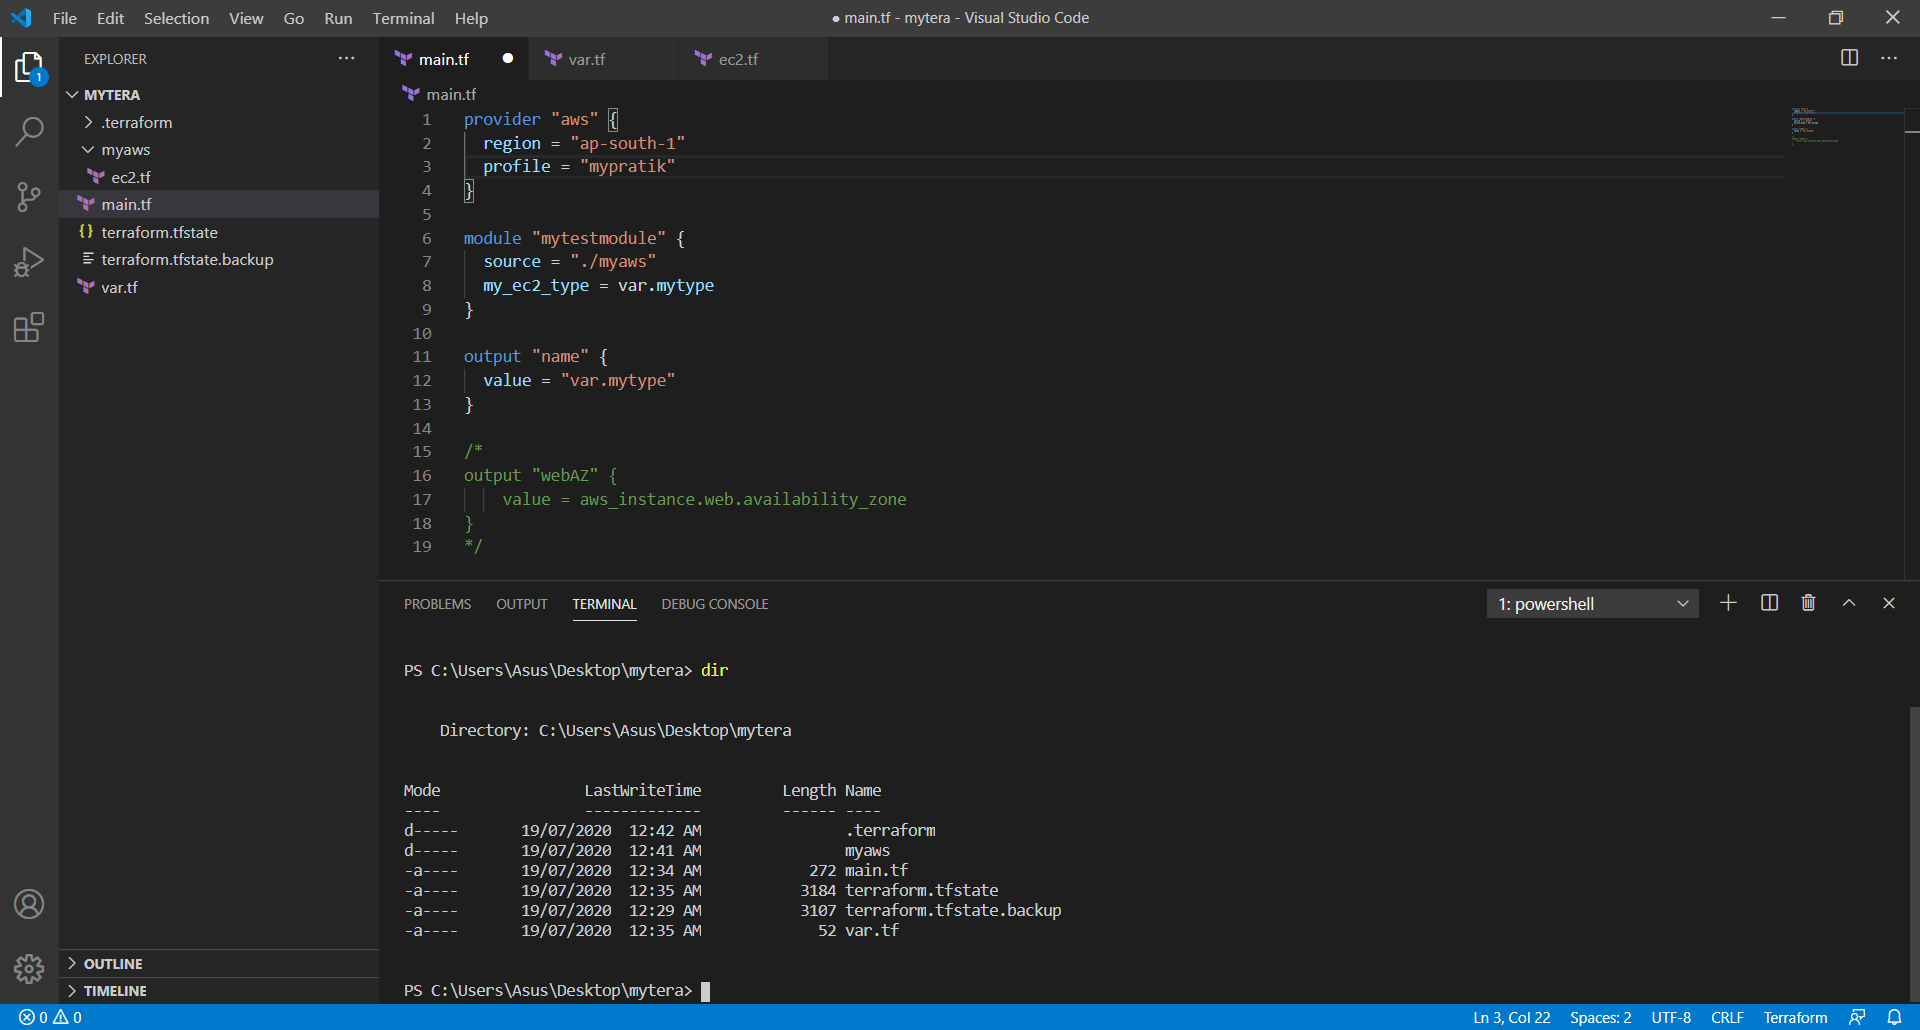 File Edit Selection View Go Run Terminal Help
● main.tf - mytera - Visual Studio Code
EXPLORER
1
MYTERA
.terraform
myaws
ec2.tf
main.tf
terraform.tfstate
terraform.tfstate.backup
var.tf
OUTLINE
TIMELINE
main.tf var.tf ec2.tf
main.tf
1 provider "aws" {
2 region = "ap-south-1"
3 profile = "mypratik"
4 }
5
6 module "mytestmodule" {
7 source = "./myaws"
8 my_ec2_type = var.mytype
9 }
10
11 output "name" {
12 value = "var.mytype"
13 }
14
15 /*
16 output "webAZ" {
17 value = aws_instance.web.availability_zone
18 }
19 */
PROBLEMS OUTPUT TERMINAL DEBUG CONSOLE
1: powershell
PS C:\Users\Asus\Desktop\mytera> dir
Directory: C:\Users\Asus\Desktop\mytera
Mode LastWriteTime Length Name
---- ------------- ------ ----
d----- 19/07/2020 12:42 AM .terraform
d----- 19/07/2020 12:41 AM myaws
-a---- 19/07/2020 12:34 AM 272 main.tf
-a---- 19/07/2020 12:35 AM 3184 terraform.tfstate
-a---- 19/07/2020 12:29 AM 3107 terraform.tfstate.backup
-a---- 19/07/2020 12:35 AM 52 var.tf
PS C:\Users\Asus\Desktop\mytera>
0 0
Ln 3, Col 22 Spaces: 2 UTF-8 CRLF Terraform